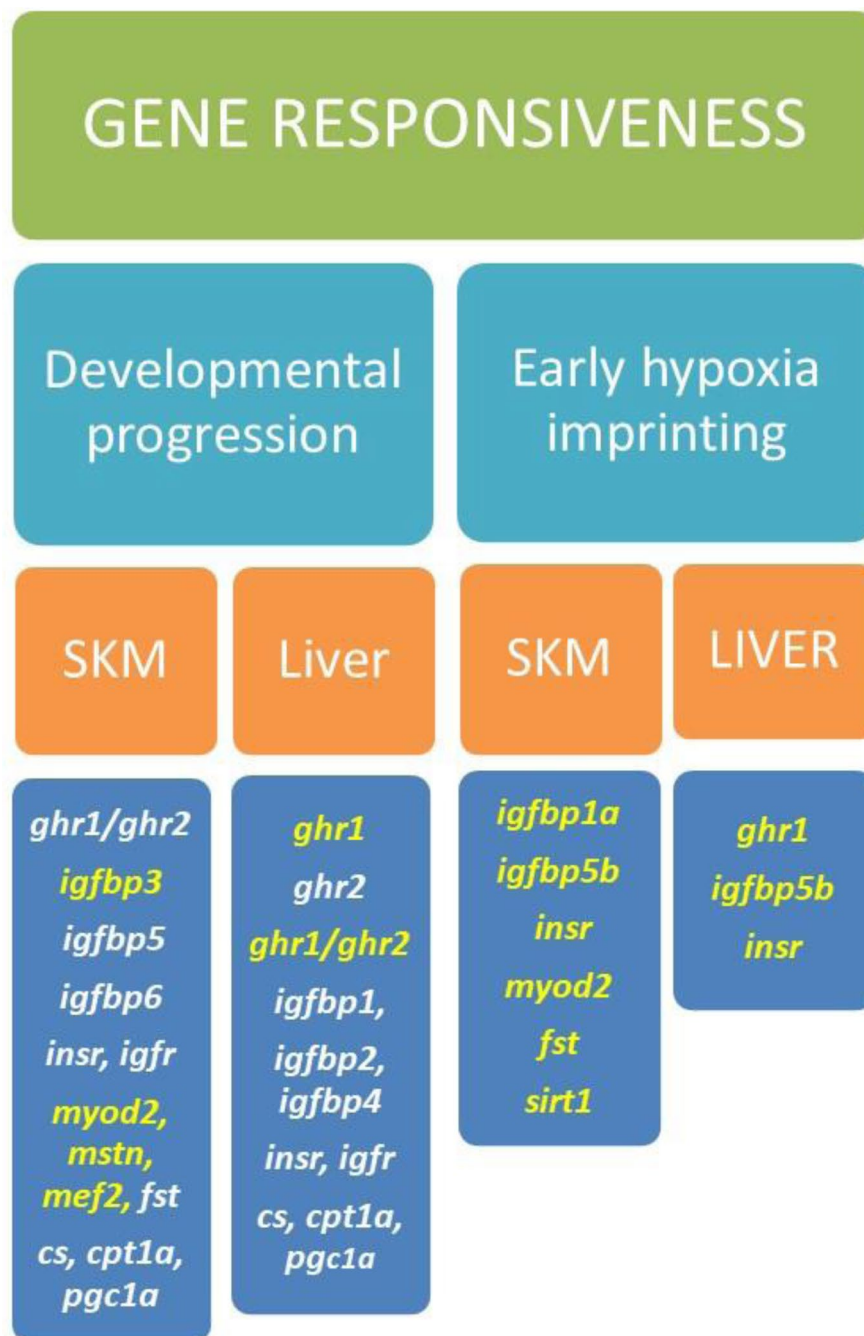 GENE RESPONSIVENESS
Developmental
progression
Early hypoxia
imprinting
SKM
Liver
SKM
LIVER
ghr1/ghr2
igfbp3
igfbp5
igfbp6
insr, igfr
myod2,
mstn,
mef2, fst
cs, cpt1a,
pgc1a
ghr1
ghr2
ghr1/ghr2
igfbp1,
igfbp2,
igfbp4
insr, igfr
cs, cpt1a,
pgc1a
igfbp1a
igfbp5b
insr
myod2
fst
sirt1
ghr1
igfbp5b
insr